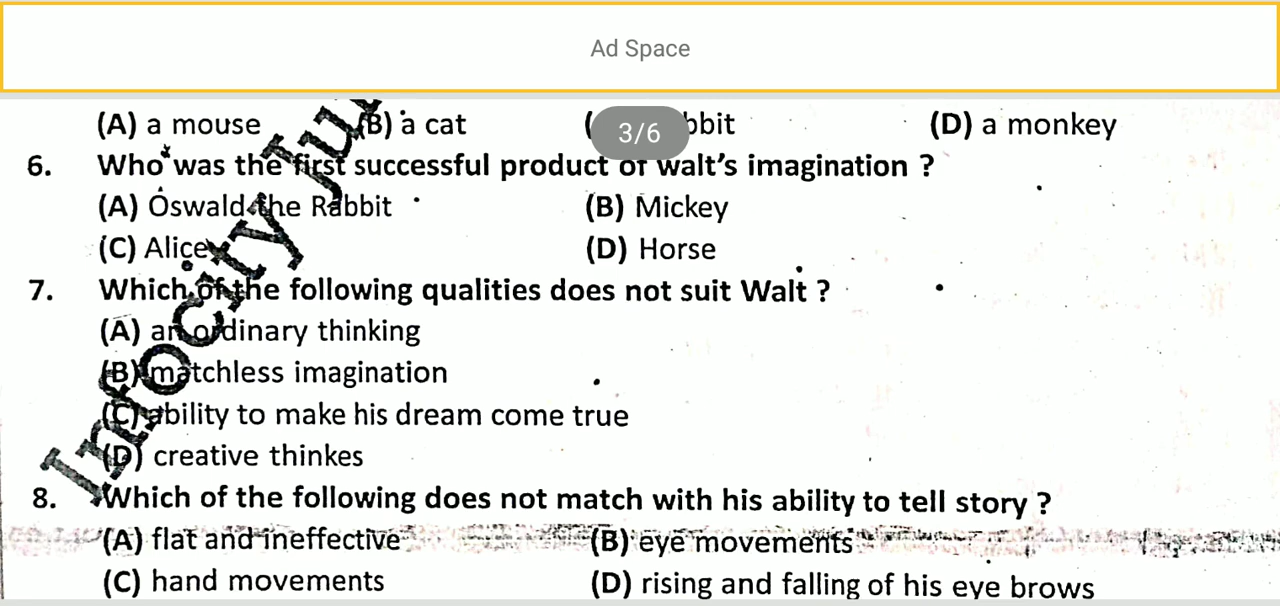 Ad Space
(A) a mouse (B) a cat ( bbit (D) a monkey
3/6
6. Who was the first successful product of walt's imagination ?
(A) Oswald the Rabbit (B) Mickey
(C) Alice (D) Horse
7. Which of the following qualities does not suit Walt ?
(A) an ordinary thinking
(B) matchless imagination
(C) ability to make his dream come true
(D) creative thinkes
8. Which of the following does not match with his ability to tell story ?
(A) flat and ineffective (B) eye movements
(C) hand movements (D) rising and falling of his eye brows
Infocity Ju